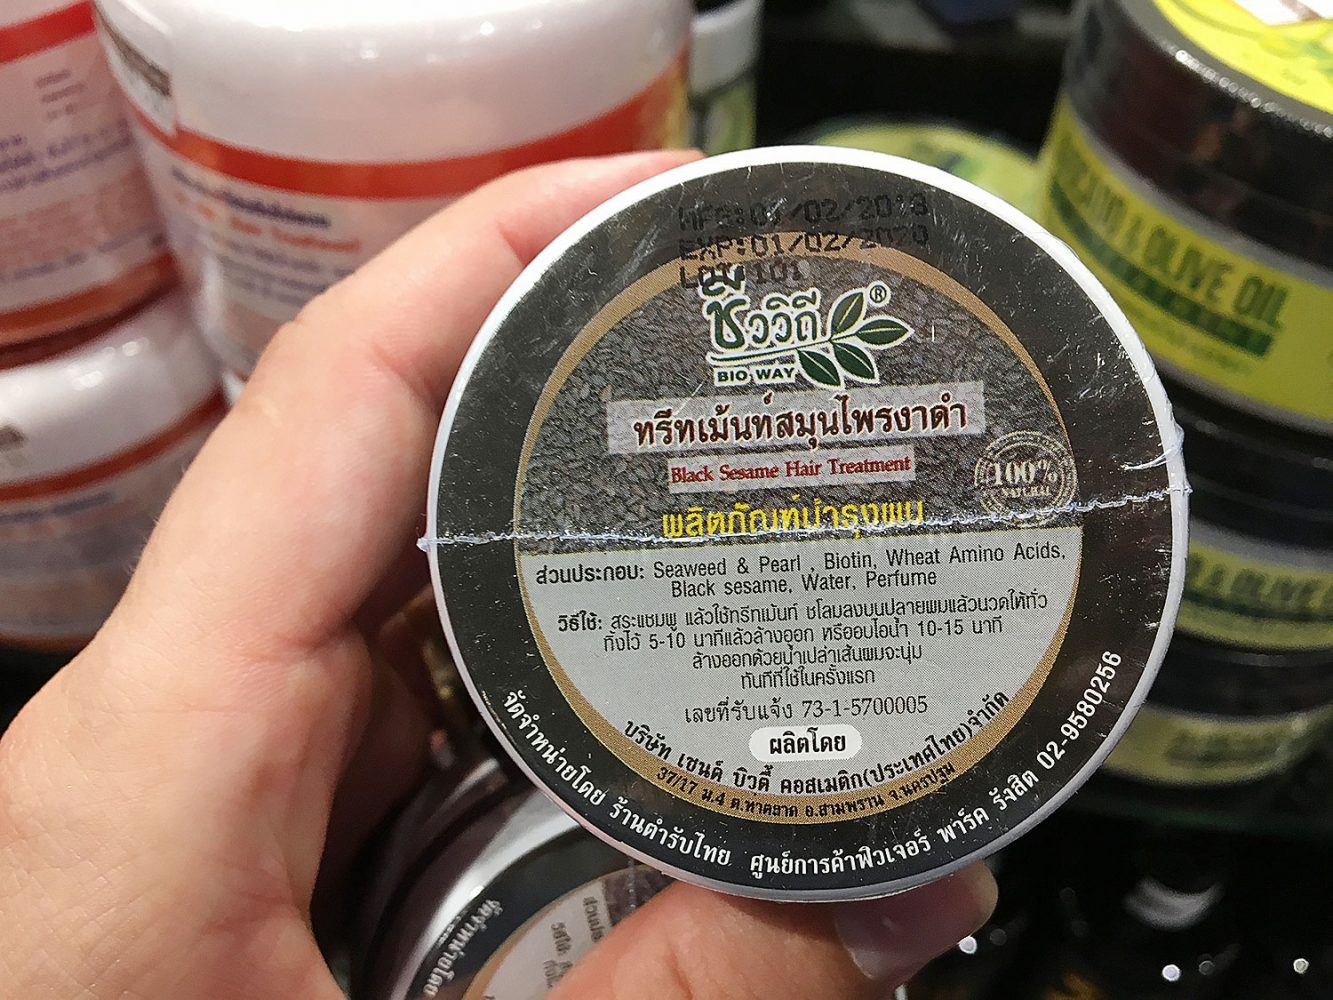 MFG:01/02/2018
EXP:01/02/2020
LOT 101
ชีววิถี ®
BIO WAY
ทรีทเม้นท์สมุนไพรงาดำ
Black Sesame Hair Treatment
100%
NATURAL
ผลิตภัณฑ์บำรุงผม
ส่วนประกอบ: Seaweed & Pearl , Biotin, Wheat Amino Acids,
Black sesame, Water, Perfume
วิธีใช้: สระแชมพู แล้วใช้ทรีทเม้นท์ ชโลมลงบนปลายผมแล้วนวดให้ทั่ว
ทิ้งไว้ 5-10 นาทีแล้วล้างออก หรืออบไอน้ำ 10-15 นาที
ล้างออกด้วยน้ำเปล่าเส้นผมจะนุ่ม
ทันทีที่ใช้ในครั้งแรก
เลขที่รับแจ้ง 73-1-5700005
ผลิตโดย
บริษัท เซนด์ บิวตี้ คอสเมติก(ประเทศไทย)จำกัด
37/17 ม.4 ต.ท่าตลาด อ.สามพราน จ.นครปฐม
จัดจำหน่ายโดย ร้านตำรับไทย ศูนย์การค้าฟิวเจอร์ พาร์ค รังสิต 02-9580256
& OLIVE OIL
& OLIVE